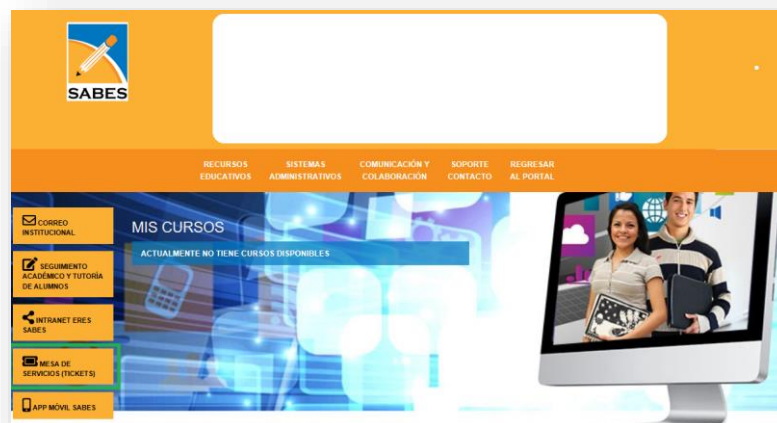 SABES
RECURSOS
EDUCATIVOS
SISTEMAS
ADMINISTRATIVOS
COMUNICACIÓN Y
COLABORACIÓN
SOPORTE
CONTACTO
REGRESAR
AL PORTAL
CORREO
INSTITUCIONAL
SEGUIMIENTO
ACADÉMICO Y TUTORÍA
DE ALUMNOS
INTRANET ERES
SABES
MESA DE
SERVICIOS (TICKETS)
APP MÓVIL SABES
MIS CURSOS
ACTUALMENTE NO TIENE CURSOS DISPONIBLES